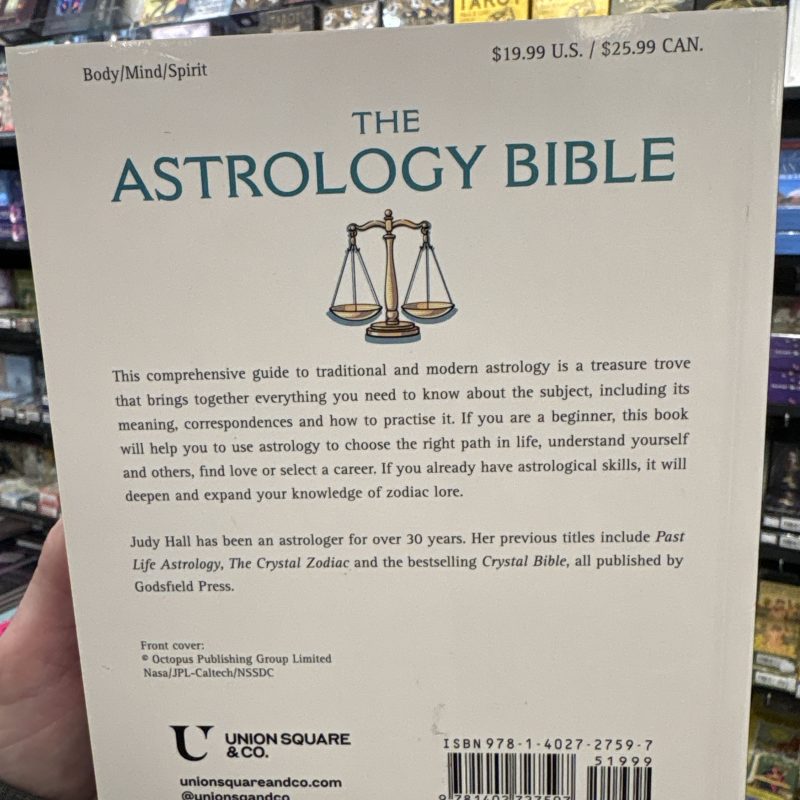 TAROT
Body/Mind/Spirit
$19.99 U.S. / $25.99 CAN.
THE
ASTROLOGY BIBLE
This comprehensive guide to traditional and modern astrology is a treasure trove
that brings together everything you need to know about the subject, including its
meaning, correspondences and how to practise it. If you are a beginner, this book
will help you to use astrology to choose the right path in life, understand yourself
and others, find love or select a career. If you already have astrological skills, it will
deepen and expand your knowledge of zodiac lore.
Judy Hall has been an astrologer for over 30 years. Her previous titles include Past
Life Astrology, The Crystal Zodiac and the bestselling Crystal Bible, all published by
Godsfield Press.
Front cover:
© Octopus Publishing Group Limited
Nasa/JPL-Caltech/NSSDC
U UNION SQUARE
& CO.
unionsquareandco.com
@unionsqandco
ISBN 978-1-4027-2759-7
51999
9 781402 727597